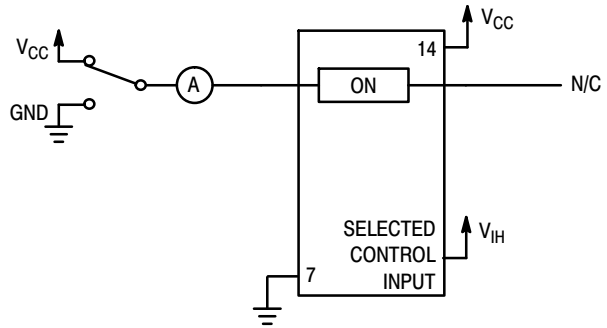 VCC
14
VCC
A
ON
N/C
GND
SELECTED
CONTROL
INPUT
VIH
7